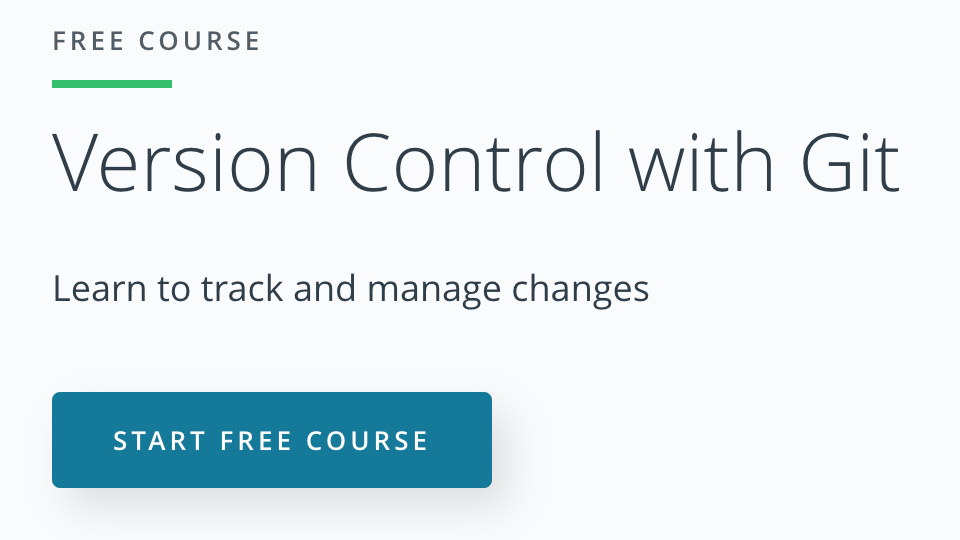 FREE COURSE
Version Control with Git
Learn to track and manage changes
START FREE COURSE